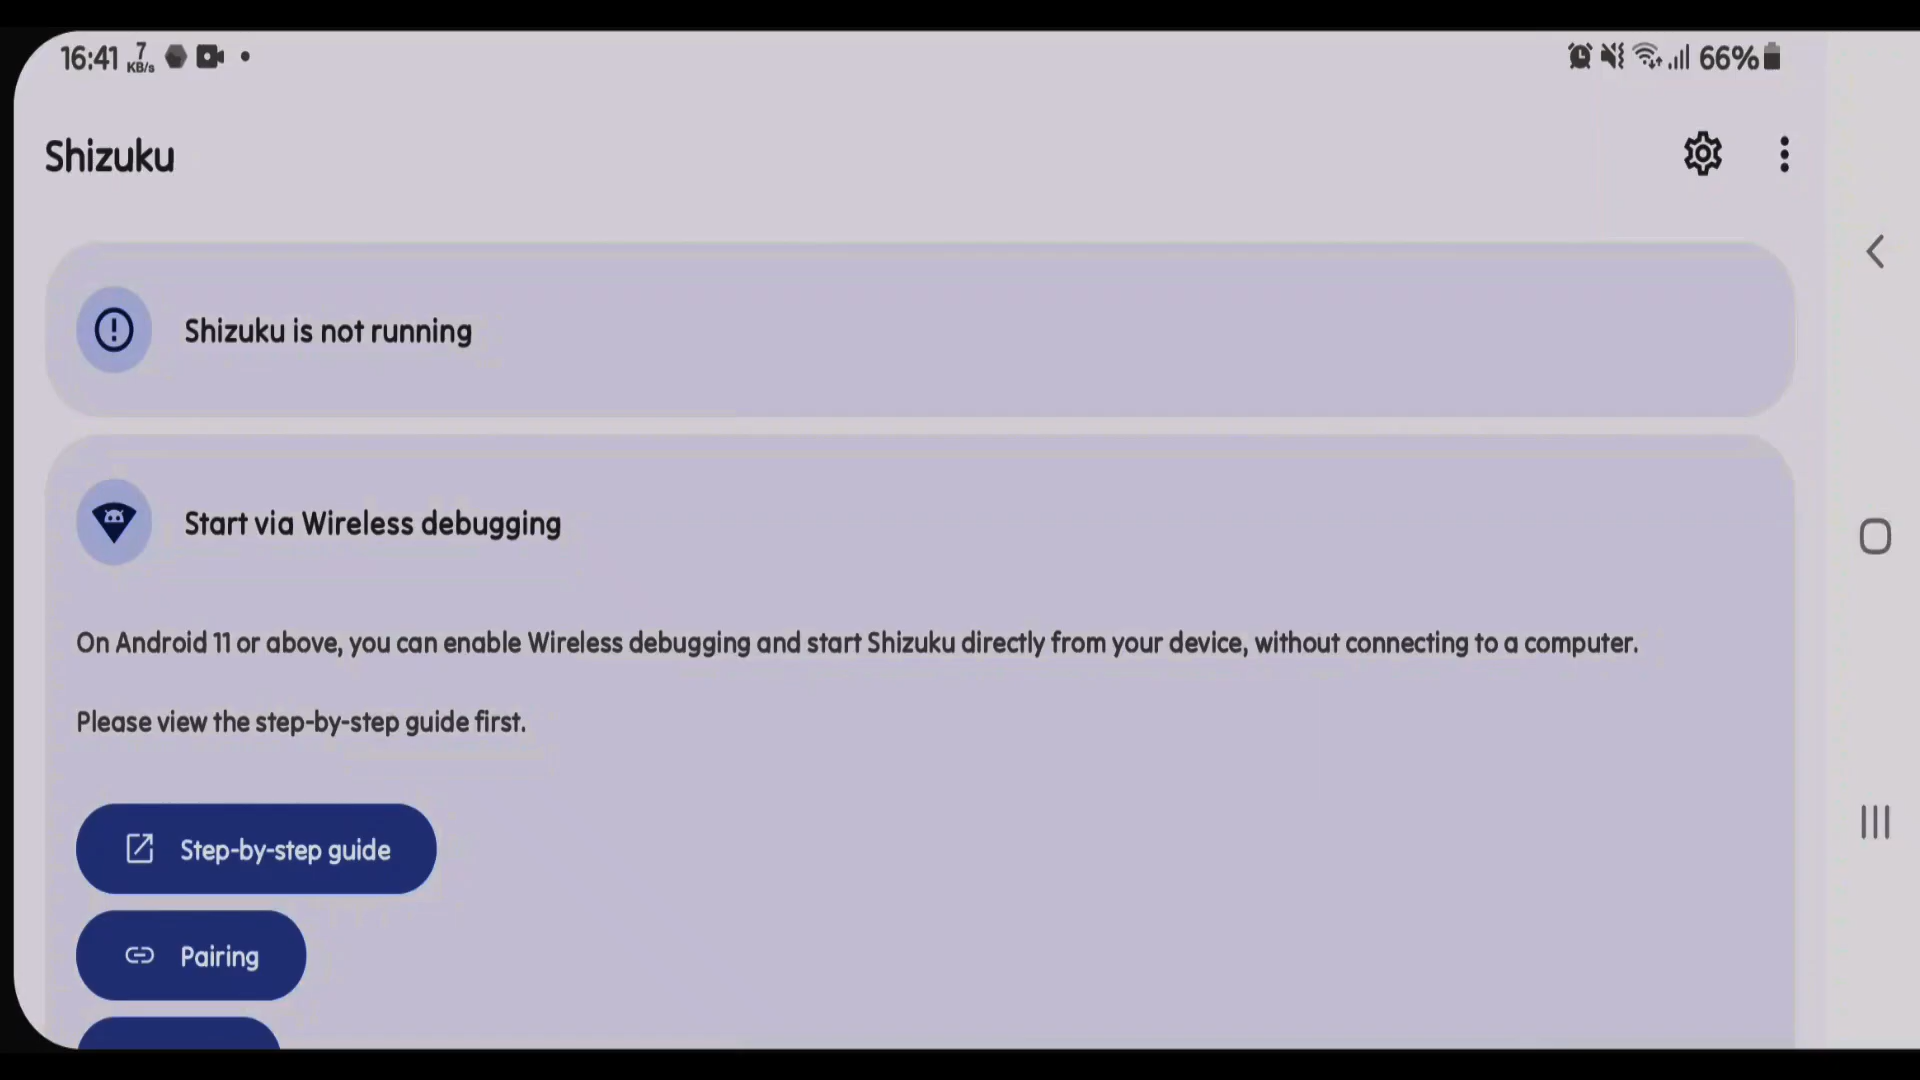 16:41 7 KB/s 66%
Shizuku
Shizuku is not running
Start via Wireless debugging
On Android 11 or above, you can enable Wireless debugging and start Shizuku directly from your device, without connecting to a computer.
Please view the step-by-step guide first.
Step-by-step guide
Pairing